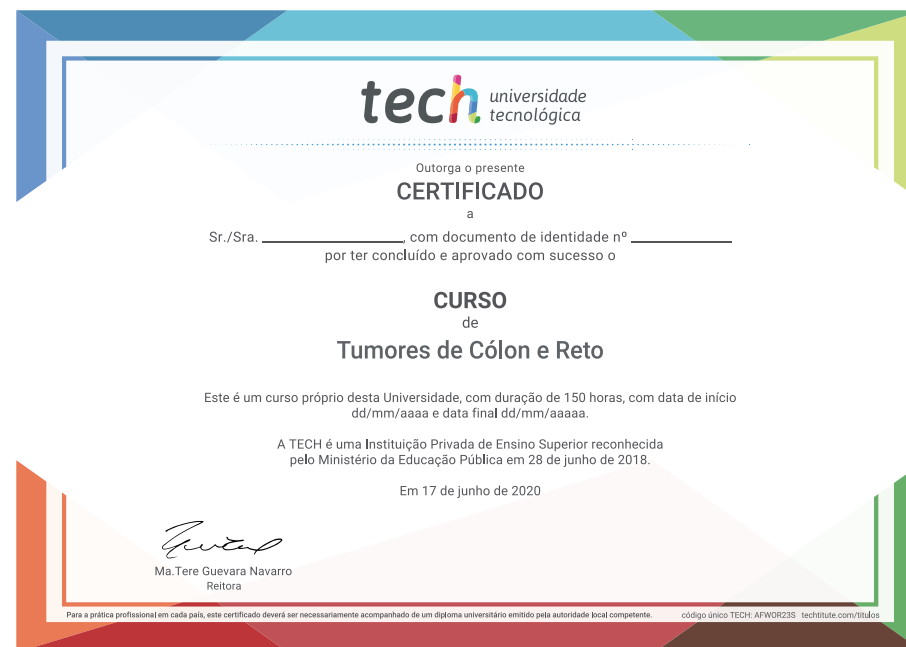 tech universidade
tecnológica
Outorga o presente
CERTIFICADO
a
Sr./Sra. ________________, com documento de identidade nº ____________
por ter concluído e aprovado com sucesso o
CURSO
de
Tumores de Cólon e Reto
Este é um curso próprio desta Universidade, com duração de 150 horas, com data de início
dd/mm/aaaa e data final dd/mm/aaaaa.
A TECH é uma Instituição Privada de Ensino Superior reconhecida
pelo Ministério da Educação Pública em 28 de junho de 2018.
Em 17 de junho de 2020
Ma.Tere Guevara Navarro
Reitora
Para a prática profissional em cada país, este certificado deverá ser necessariamente acompanhado de um diploma universitário emitido pela autoridade local competente. código único TECH: AFWOR23S techtitute.com/titulos